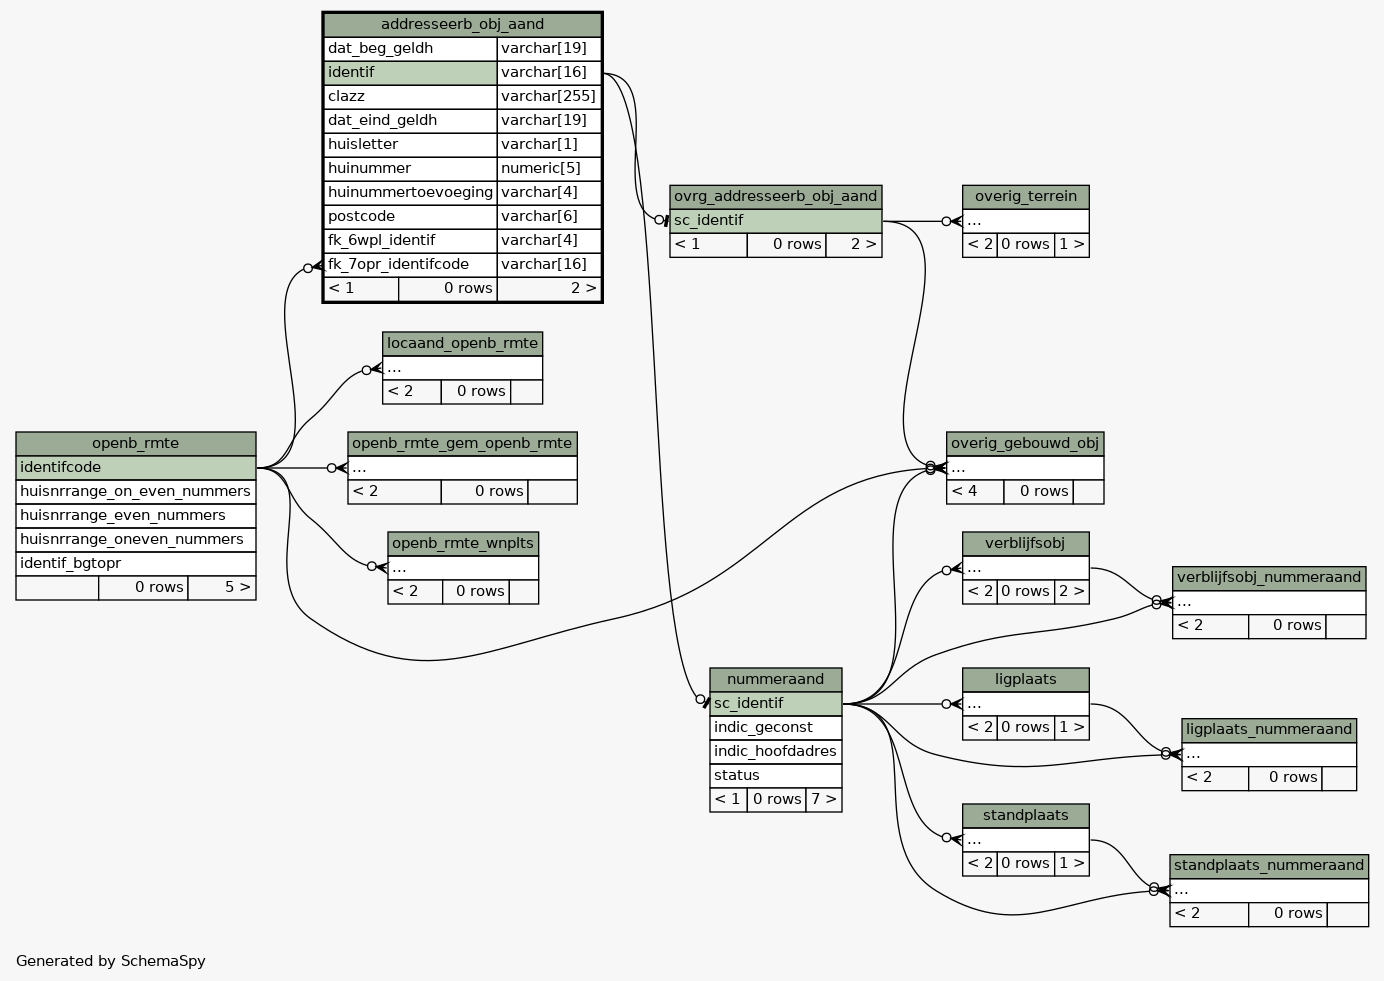 addresseerb_obj_aand
dat_beg_geldh varchar[19]
identif varchar[16]
clazz varchar[255]
dat_eind_geldh varchar[19]
huisletter varchar[1]
huinummer numeric[5]
huinummertoevoeging varchar[4]
postcode varchar[6]
fk_6wpl_identif varchar[4]
fk_7opr_identifcode varchar[16]
< 1 0 rows 2 >
ovrg_addresseerb_obj_aand
sc_identif
< 1 0 rows 2 >
overig_terrein
...
< 2 0 rows 1 >
locaand_openb_rmte
...
< 2 0 rows
openb_rmte
identifcode
huisnrrange_on_even_nummers
huisnrrange_even_nummers
huisnrrange_oneven_nummers
identif_bgtopr
0 rows 5 >
openb_rmte_gem_openb_rmte
...
< 2 0 rows
overig_gebouwd_obj
...
< 4 0 rows
openb_rmte_wnplts
...
< 2 0 rows
verblijfsobj
...
< 2 0 rows 2 >
verblijfsobj_nummeraand
...
< 2 0 rows
nummeraand
sc_identif
indic_geconst
indic_hoofdadres
status
< 1 0 rows 7 >
ligplaats
...
< 2 0 rows 1 >
ligplaats_nummeraand
...
< 2 0 rows
standplaats
...
< 2 0 rows 1 >
standplaats_nummeraand
...
< 2 0 rows
Generated by SchemaSpy